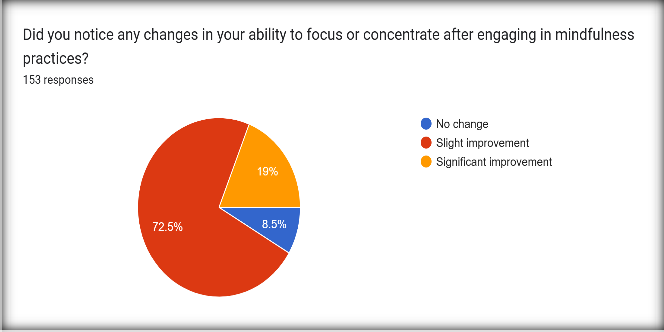 Did you notice any changes in your ability to focus or concentrate after engaging in mindfulness
practices?
153 responses
No change
Slight improvement
Significant improvement
19%
8.5%
72.5%